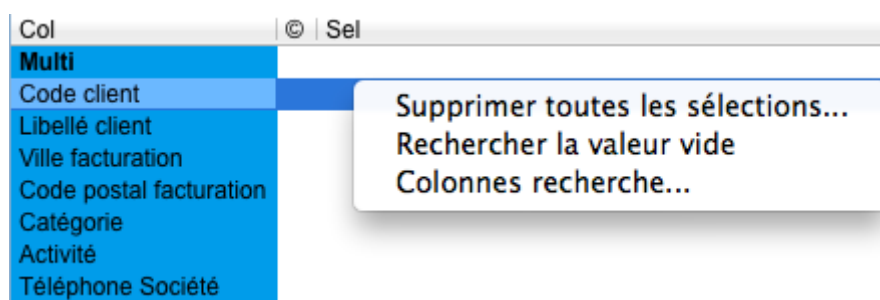 Col © Sel
Multi
Code client
Libellé client
Ville facturation
Code postal facturation
Catégorie
Activité
Téléphone Société
Supprimer toutes les sélections...
Rechercher la valeur vide
Colonnes recherche...